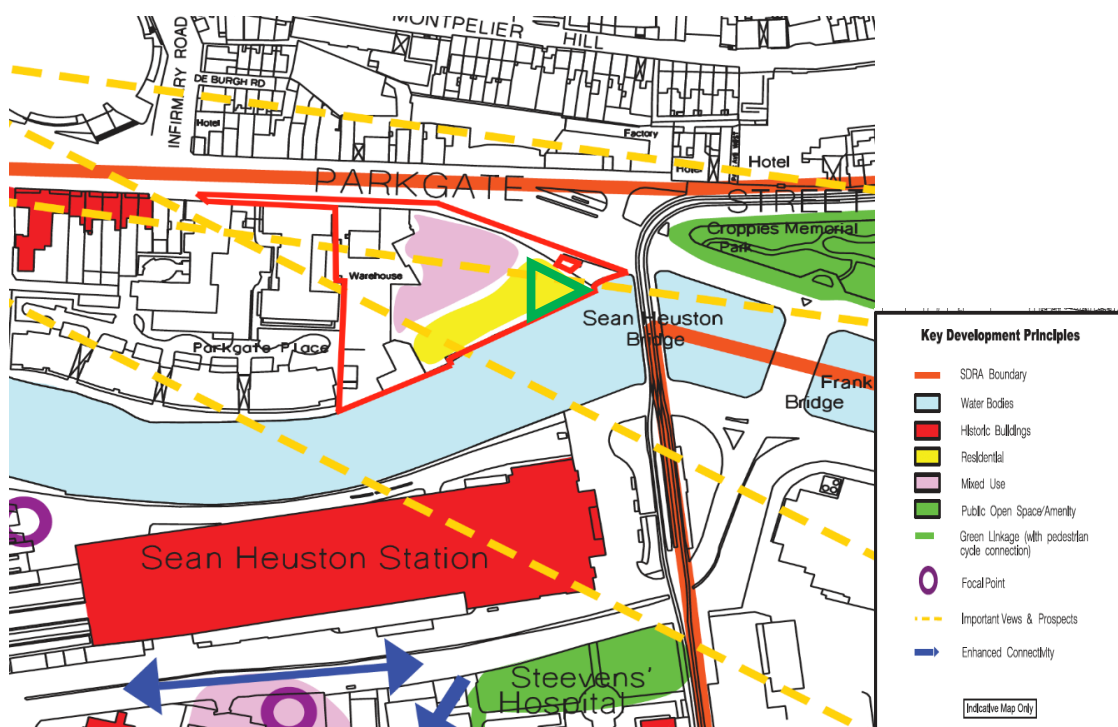 MONTPELIER HILL
INFIRMARY ROAD
DE BURGH RD
Hotel
Factory
Hotel
Hotel
PARKGATE STREET
Croppies Memorial
Park
Warehouse
Sean Heuston
Bridge
Parkgate Place
Frank
Bridge
Sean Heuston Station
Steevens'
Hospital
Key Development Principles
SDRA Boundary
Water Bodies
Historic Buildings
Residential
Mixed Use
Public Open Space/Amenity
Green Linkage (with pedestrian
cycle connection)
Focal Point
Important Views & Prospects
Enhanced Connectivity
Indicative Map Only